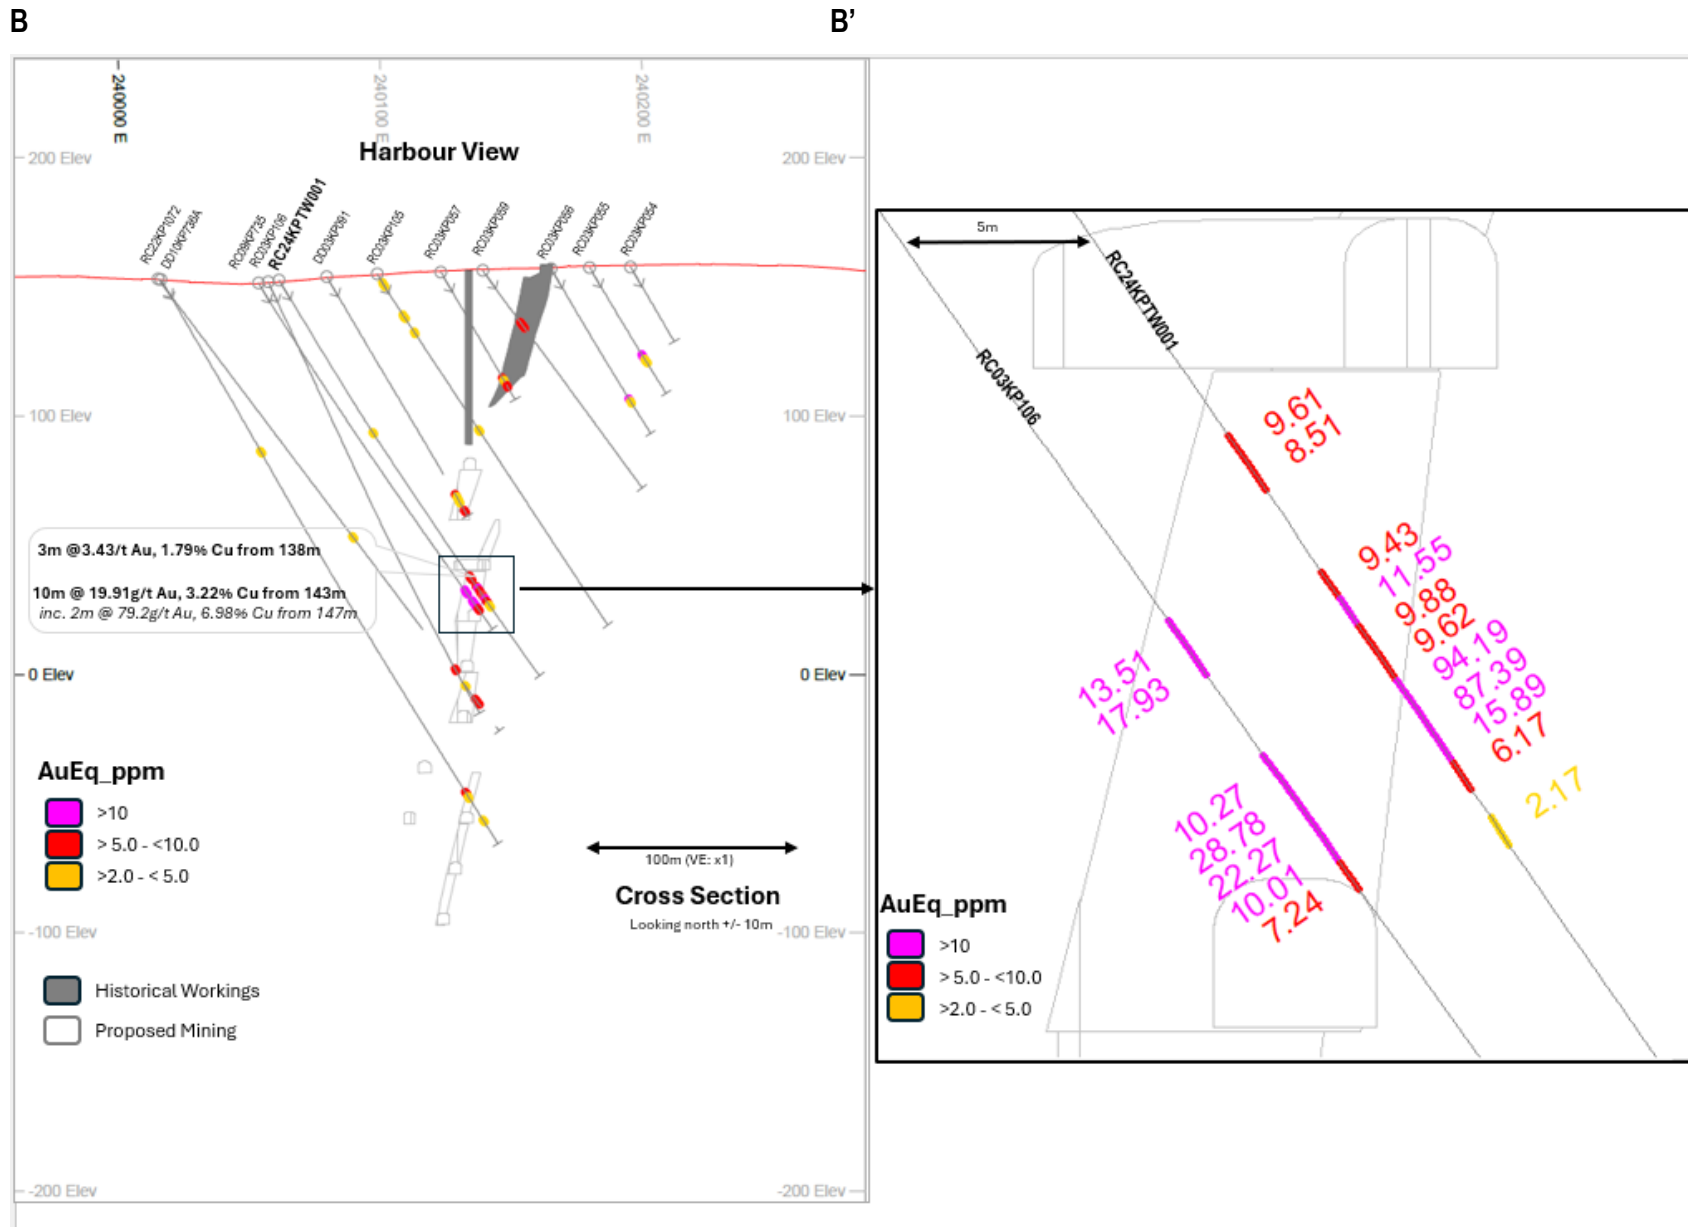 B
B’
240000 E
240100 E
240200 E
Harbour View
200 Elev
200 Elev
RC22KP1072
DD10KP736A
RC09KP735
RC03KP106
RC24KPTW001
DD03KP091
RC03KP105
RC03KP057
RC03KP059
RC03KP056
RC03KP055
RC03KP054
100 Elev
100 Elev
3m @3.43/t Au, 1.79% Cu from 138m
10m @ 19.91g/t Au, 3.22% Cu from 143m
inc. 2m @ 79.2g/t Au, 6.98% Cu from 147m
0 Elev
0 Elev
AuEq_ppm
>10
> 5.0 - <10.0
>2.0 - < 5.0
100m (VE: x1)
Cross Section
Looking north +/- 10m
-100 Elev
-100 Elev
Historical Workings
Proposed Mining
-200 Elev
-200 Elev
5m
RC24KPTW001
RC03KP106
9.61
8.51
9.43
11.55
9.88
9.62
94.19
87.39
15.89
6.17
2.17
13.51
17.93
10.27
28.78
22.27
10.01
7.24
AuEq_ppm
>10
> 5.0 - <10.0
>2.0 - < 5.0